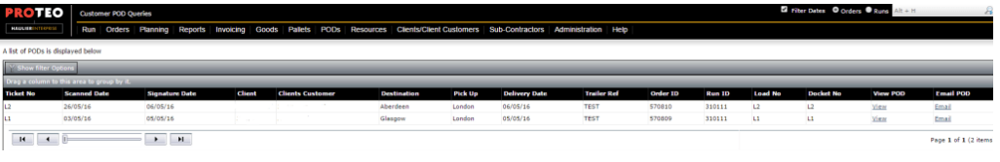 PROTEO Customer POD Queries Filter Dates Orders Runs Alt + H
HAULIER ENTERPRISE Run Orders Planning Reports Invoicing Goods Pallets PODs Resources Clients/Client Customers Sub-Contractors Administration Help
A list of PODs is displayed below
Show filter Options
Drag a column to this area to group by it.
Ticket No Scanned Date Signature Date Client Clients Customer Destination Pick Up Delivery Date Trailer Ref Order ID Run ID Load No Docket No View POD Email POD
L2 26/05/16 06/05/16 Aberdeen London 06/05/16 TEST 570810 310111 L2 L2 View Email
L1 03/05/16 05/05/16 Glasgow London 05/05/16 TEST 570809 310111 L1 L1 View Email
Page 1 of 1 (2 items